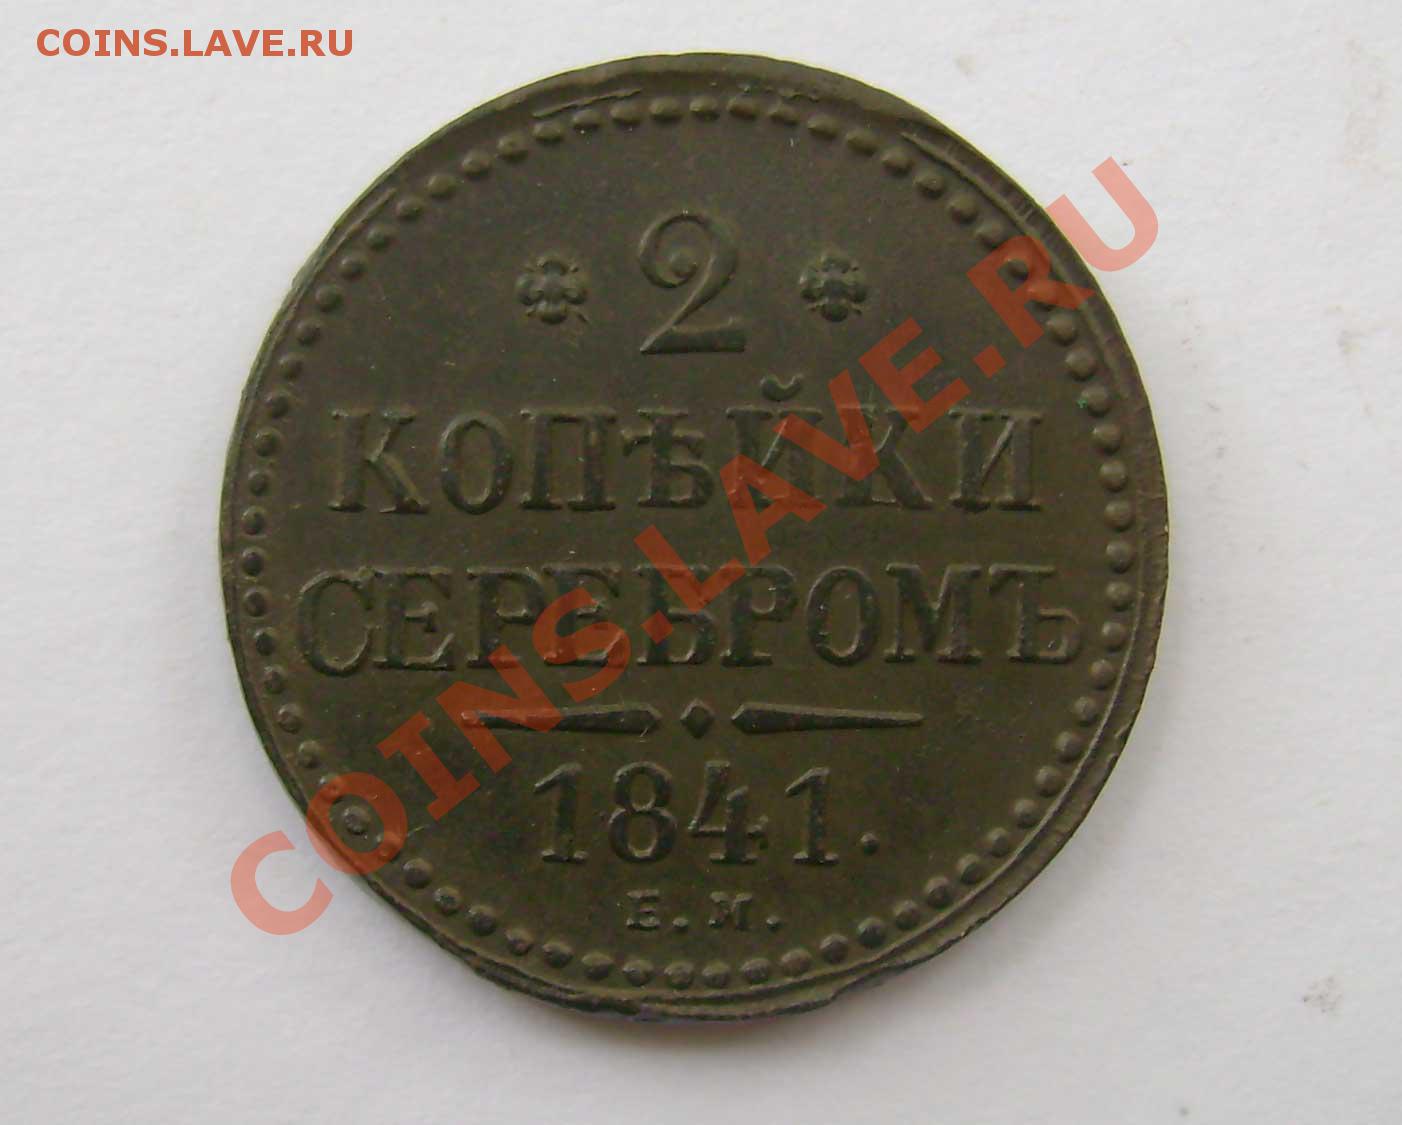 COINS.LAVE.RU
2
КОПѢЙКИ
СЕРЕБРОМЪ
1841.
Е.М.
COINS.LAVE.RU